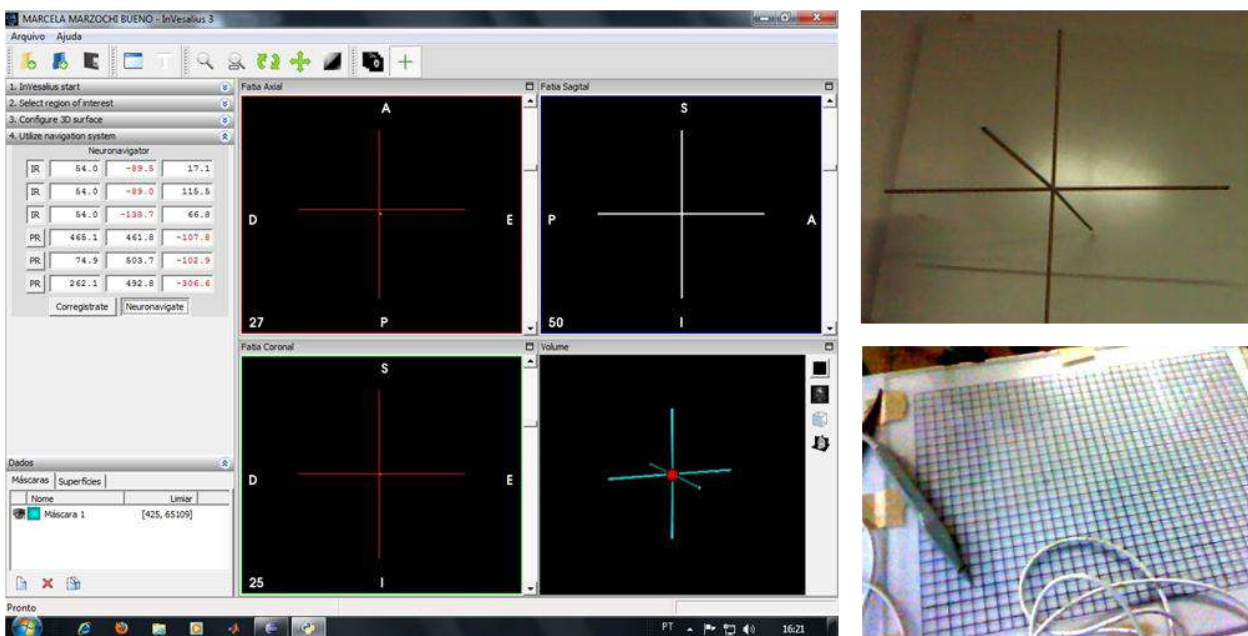 MARCELA MARZOCHI BUENO - InVesalius 3
Arquivo Ajuda
1. InVesalius start
2. Select region of interest
3. Configure 3D surface
4. Utilize navigation system
Neuronavigator
IR 54.0 -89.5 17.1
IR 54.0 -89.0 115.5
IR 54.0 -138.7 66.8
PR 465.1 461.8 -107.8
PR 74.9 503.7 -102.9
PR 262.1 492.8 -306.6
Corregistrate Neuronavigate
Dados
Máscaras Superfícies
Nome Limiar
Máscara 1 [425, 65109]
Pronto
Fatia Axial
A
D E
27 P
Fatia Sagital
S
P A
50 I
Fatia Coronal
S
D E
25 I
Volume
PT 16:21